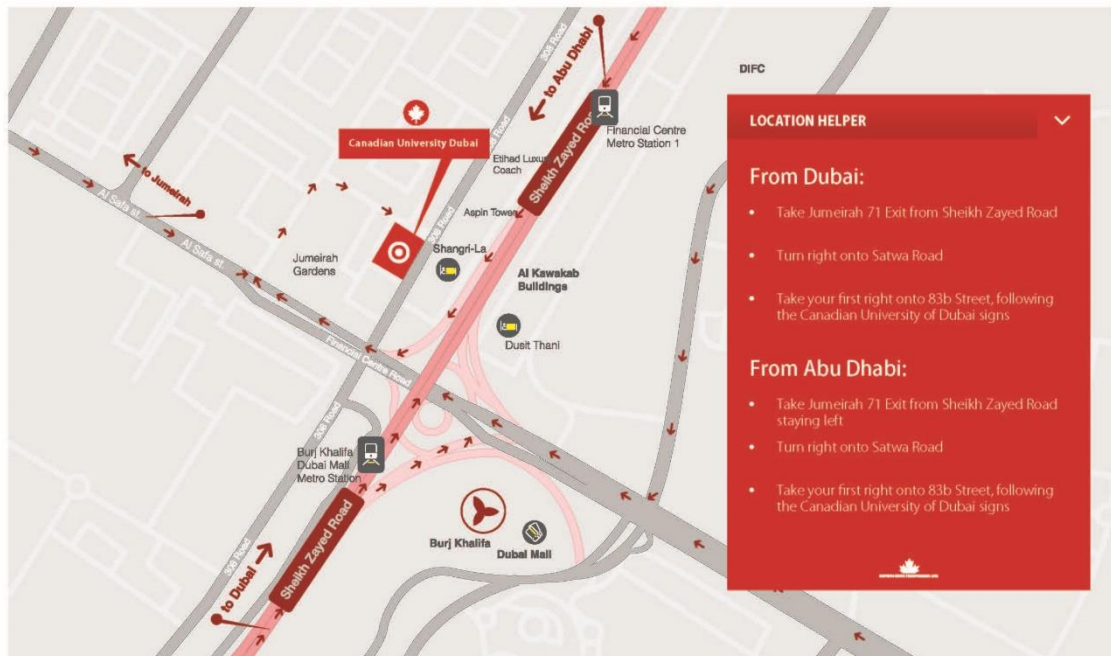 DIFC
to Abu Dhabi
308 Road
Sheikh Zayed Road
Financial Centre
Metro Station 1
Canadian University Dubai
Etihad Luxury
Coach
308 Road
Aspin Tower
Shangri-La
to Jumeirah
Al Safa st.
Al Safa st.
Jumeirah
Gardens
308 Road
Al Kawakab
Buildings
Dusit Thani
Financial Centre Road
308 Road
Burj Khalifa
Dubai Mall
Metro Station
Sheikh Zayed Road
Burj Khalifa
Dubai Mall
308 Road
to Dubai
LOCATION HELPER
From Dubai:
• Take Jumeirah 71 Exit from Sheikh Zayed Road
• Turn right onto Satwa Road
• Take your first right onto 83b Street, following
the Canadian University of Dubai signs
From Abu Dhabi:
• Take Jumeirah 71 Exit from Sheikh Zayed Road
staying left
• Turn right onto Satwa Road
• Take your first right onto 83b Street, following
the Canadian University of Dubai signs